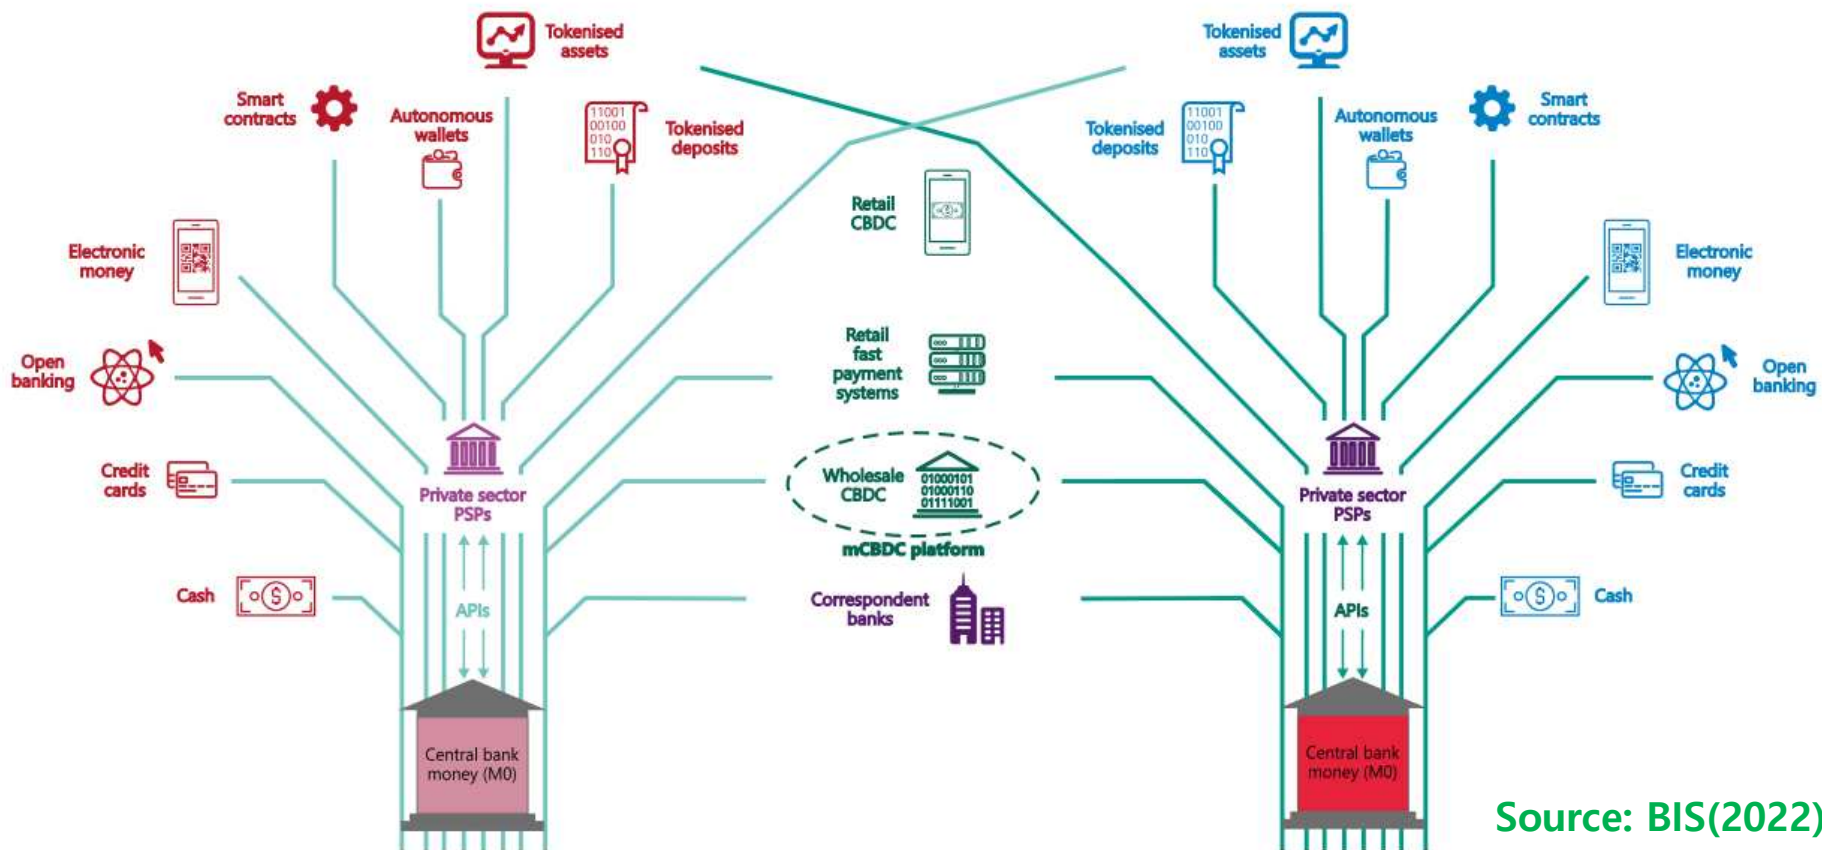 Tokenised
assets
Tokenised
assets
Smart
contracts
Autonomous
wallets
11001
00100
010
110
Tokenised
deposits
Tokenised
deposits
11001
00100
010
110
Autonomous
wallets
Smart
contracts
Retail
CBDC
Electronic
money
Electronic
money
Retail
fast
payment
systems
Open
banking
Open
banking
Credit
cards
Private sector
PSPs
Wholesale
CBDC
01000101
01000110
01111001
mCBDC platform
Private sector
PSPs
Credit
cards
Cash
$
APIs
Correspondent
banks
APIs
$
Cash
Central bank
money (M0)
Central bank
money (M0)
Source: BIS(2022)